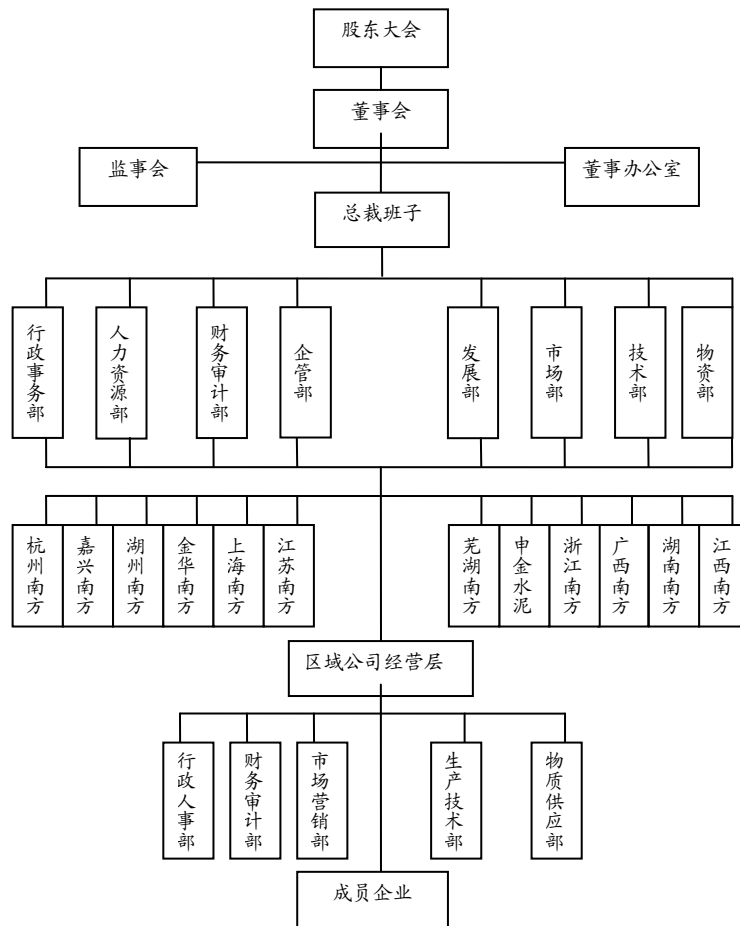 股东大会
董事会
监事会
董事办公室
总裁班子
行政事务部
人力资源部
财务审计部
企管部
发展部
市场部
技术部
物资部
杭州南方
嘉兴南方
湖州南方
金华南方
上海南方
江苏南方
芜湖南方
申金水泥
浙江南方
广西南方
湖南南方
江西南方
区域公司经营层
行政人事部
财务审计部
市场营销部
生产技术部
物质供应部
成员企业